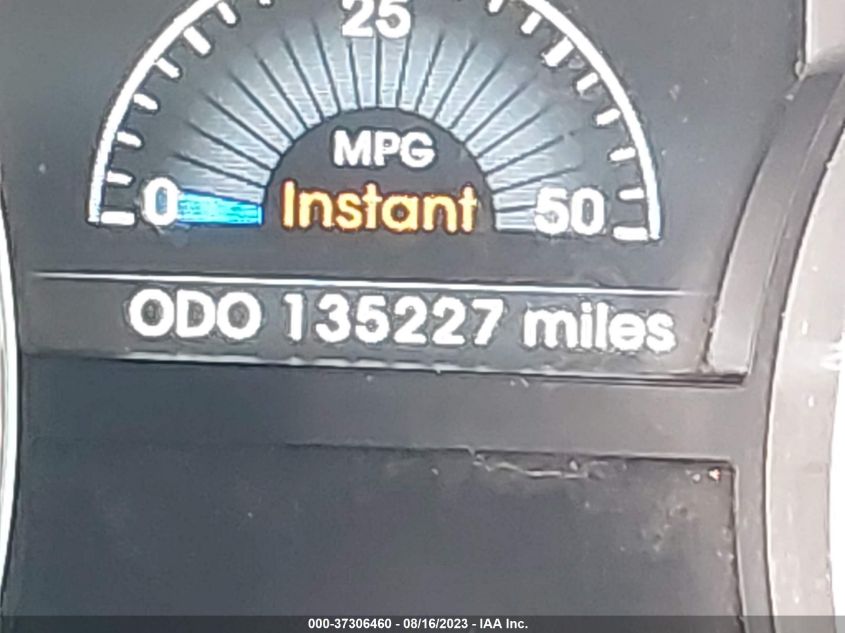 25
MPG
0 Instant 50
ODO 135227 miles
000-37306460 - 08/16/2023 - IAA Inc.